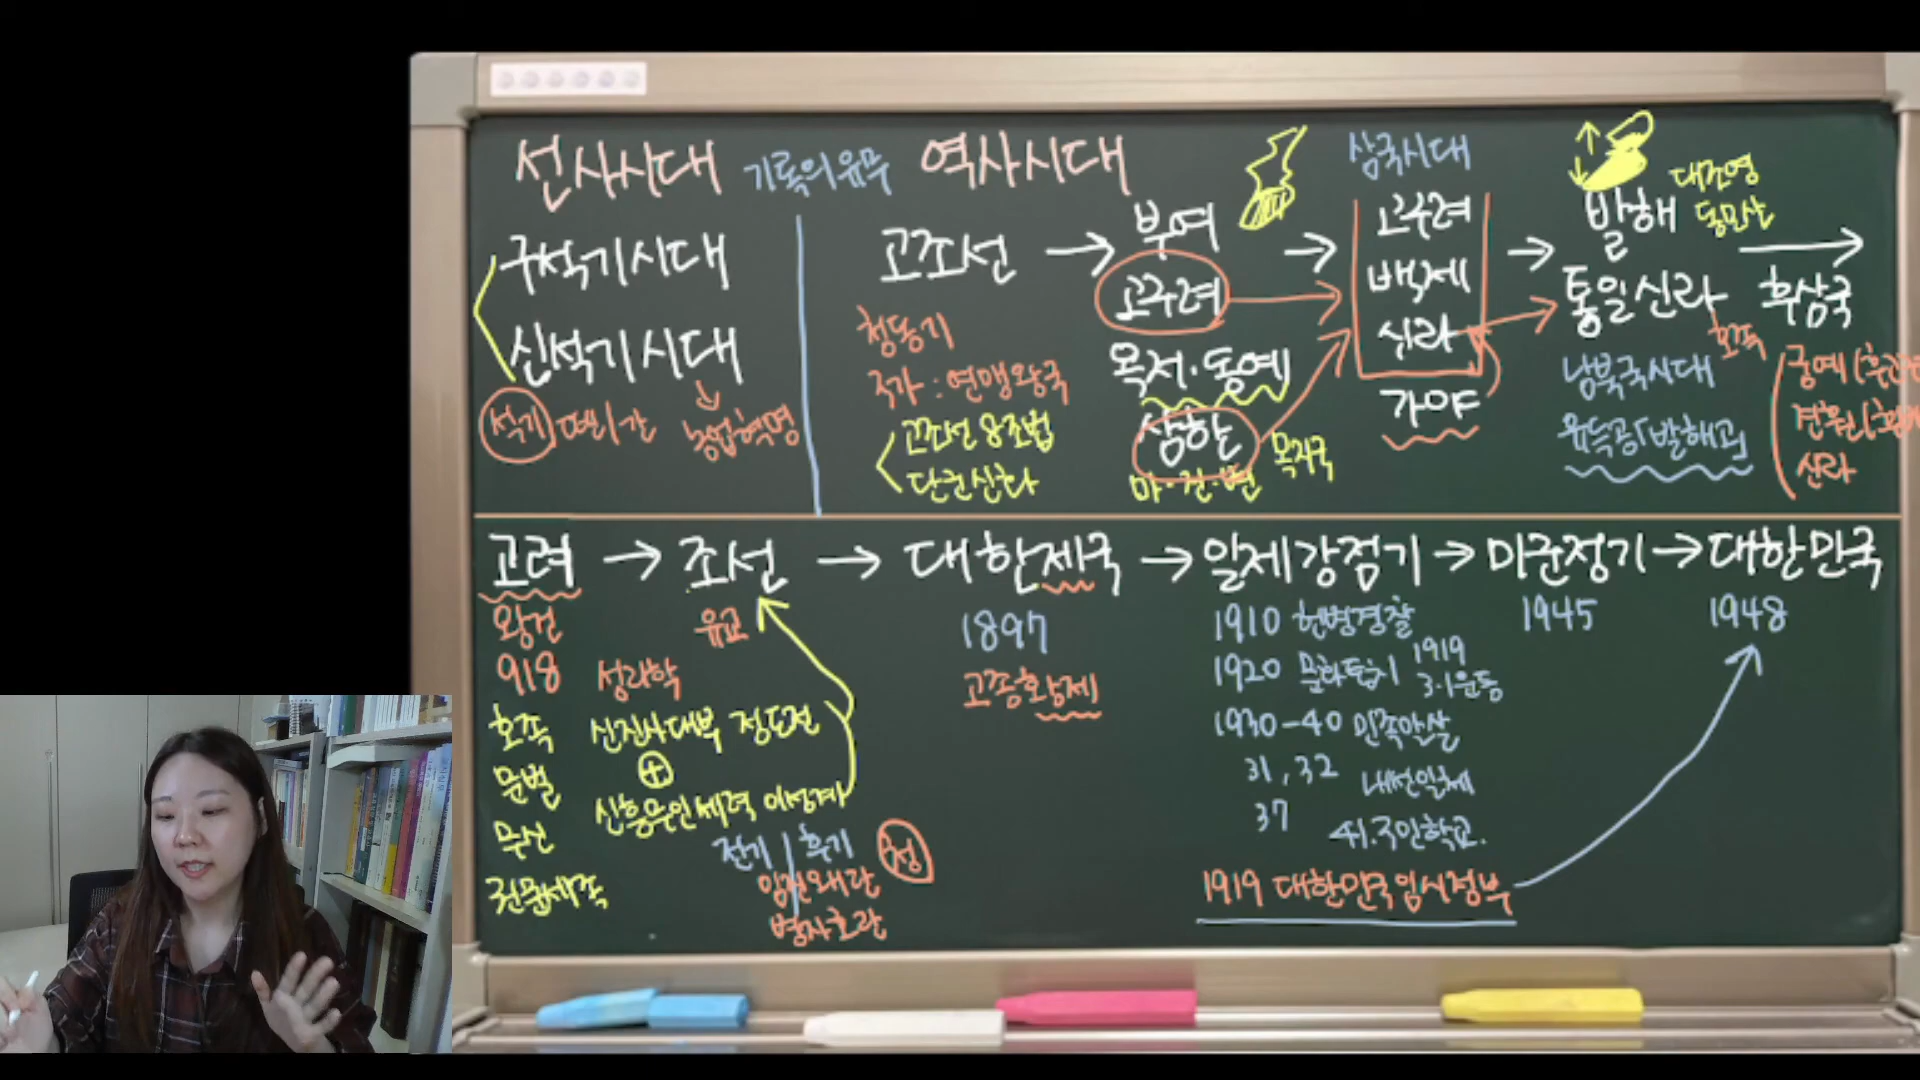 선사시대
기록의 유무
구석기시대
신석기시대
석기 뗀/간
농업혁명
역사시대
고조선 →
청동기
국가: 연맹왕국
고조선 8조법
단군신화
부여
고구려
옥저·동예
삼한
마·진·변
목지국
→
삼국시대
고구려
백제
신라
가야
→
발해
대조영
동모산
통일신라
남북국시대
유득공「발해고」
→
후삼국
호족
궁예(후고
견훤(후백
신라
고려 → 조선 → 대한제국 → 일제강점기 → 미군정기 → 대한민국
왕건
918
호족
문벌
무신
권문세족
유교
성리학
신진사대부 정도전
+
신흥무인세력 이성계
전기 | 후기
임진왜란
병자호란
청
1897
고종황제
1910 헌병경찰
1920 문화통치
1919
3·1운동
1930-40 민족말살
31, 32
내선일체
37
41. 국민학교.
1919 대한민국임시정부
1945
1948